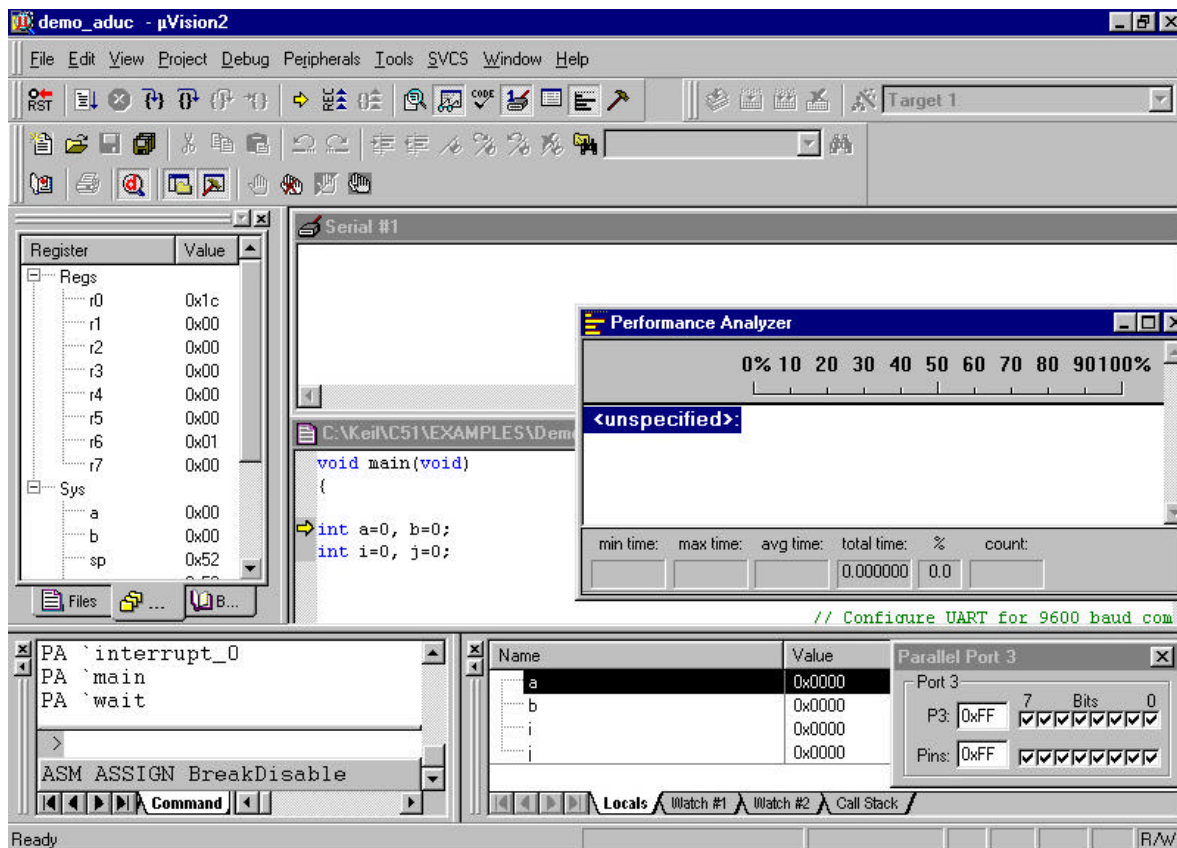 demo_aduc - µVision2
File Edit View Project Debug Peripherals Tools SVCS Window Help
RST
CODE
Target 1
Register Value
Regs
r0 0x1c
r1 0x00
r2 0x00
r3 0x00
r4 0x00
r5 0x00
r6 0x01
r7 0x00
Sys
a 0x00
b 0x00
sp 0x52
Files ... B...
Serial #1
C:\Keil\C51\EXAMPLES\Demo
void main(void)
{
int a=0, b=0;
int i=0, j=0;
// Configure UART for 9600 baud com
Performance Analyzer
0% 10 20 30 40 50 60 70 80 90 100%
<unspecified>:
min time: max time: avg time: total time: % count:
0.000000 0.0
PA `interrupt_0
PA `main
PA `wait
>
ASM ASSIGN BreakDisable
Command
Name Value
a 0x0000
b 0x0000
i 0x0000
j 0x0000
Locals Watch #1 Watch #2 Call Stack
Parallel Port 3
Port 3
7 Bits 0
P3: 0xFF
Pins: 0xFF
Ready
R/W